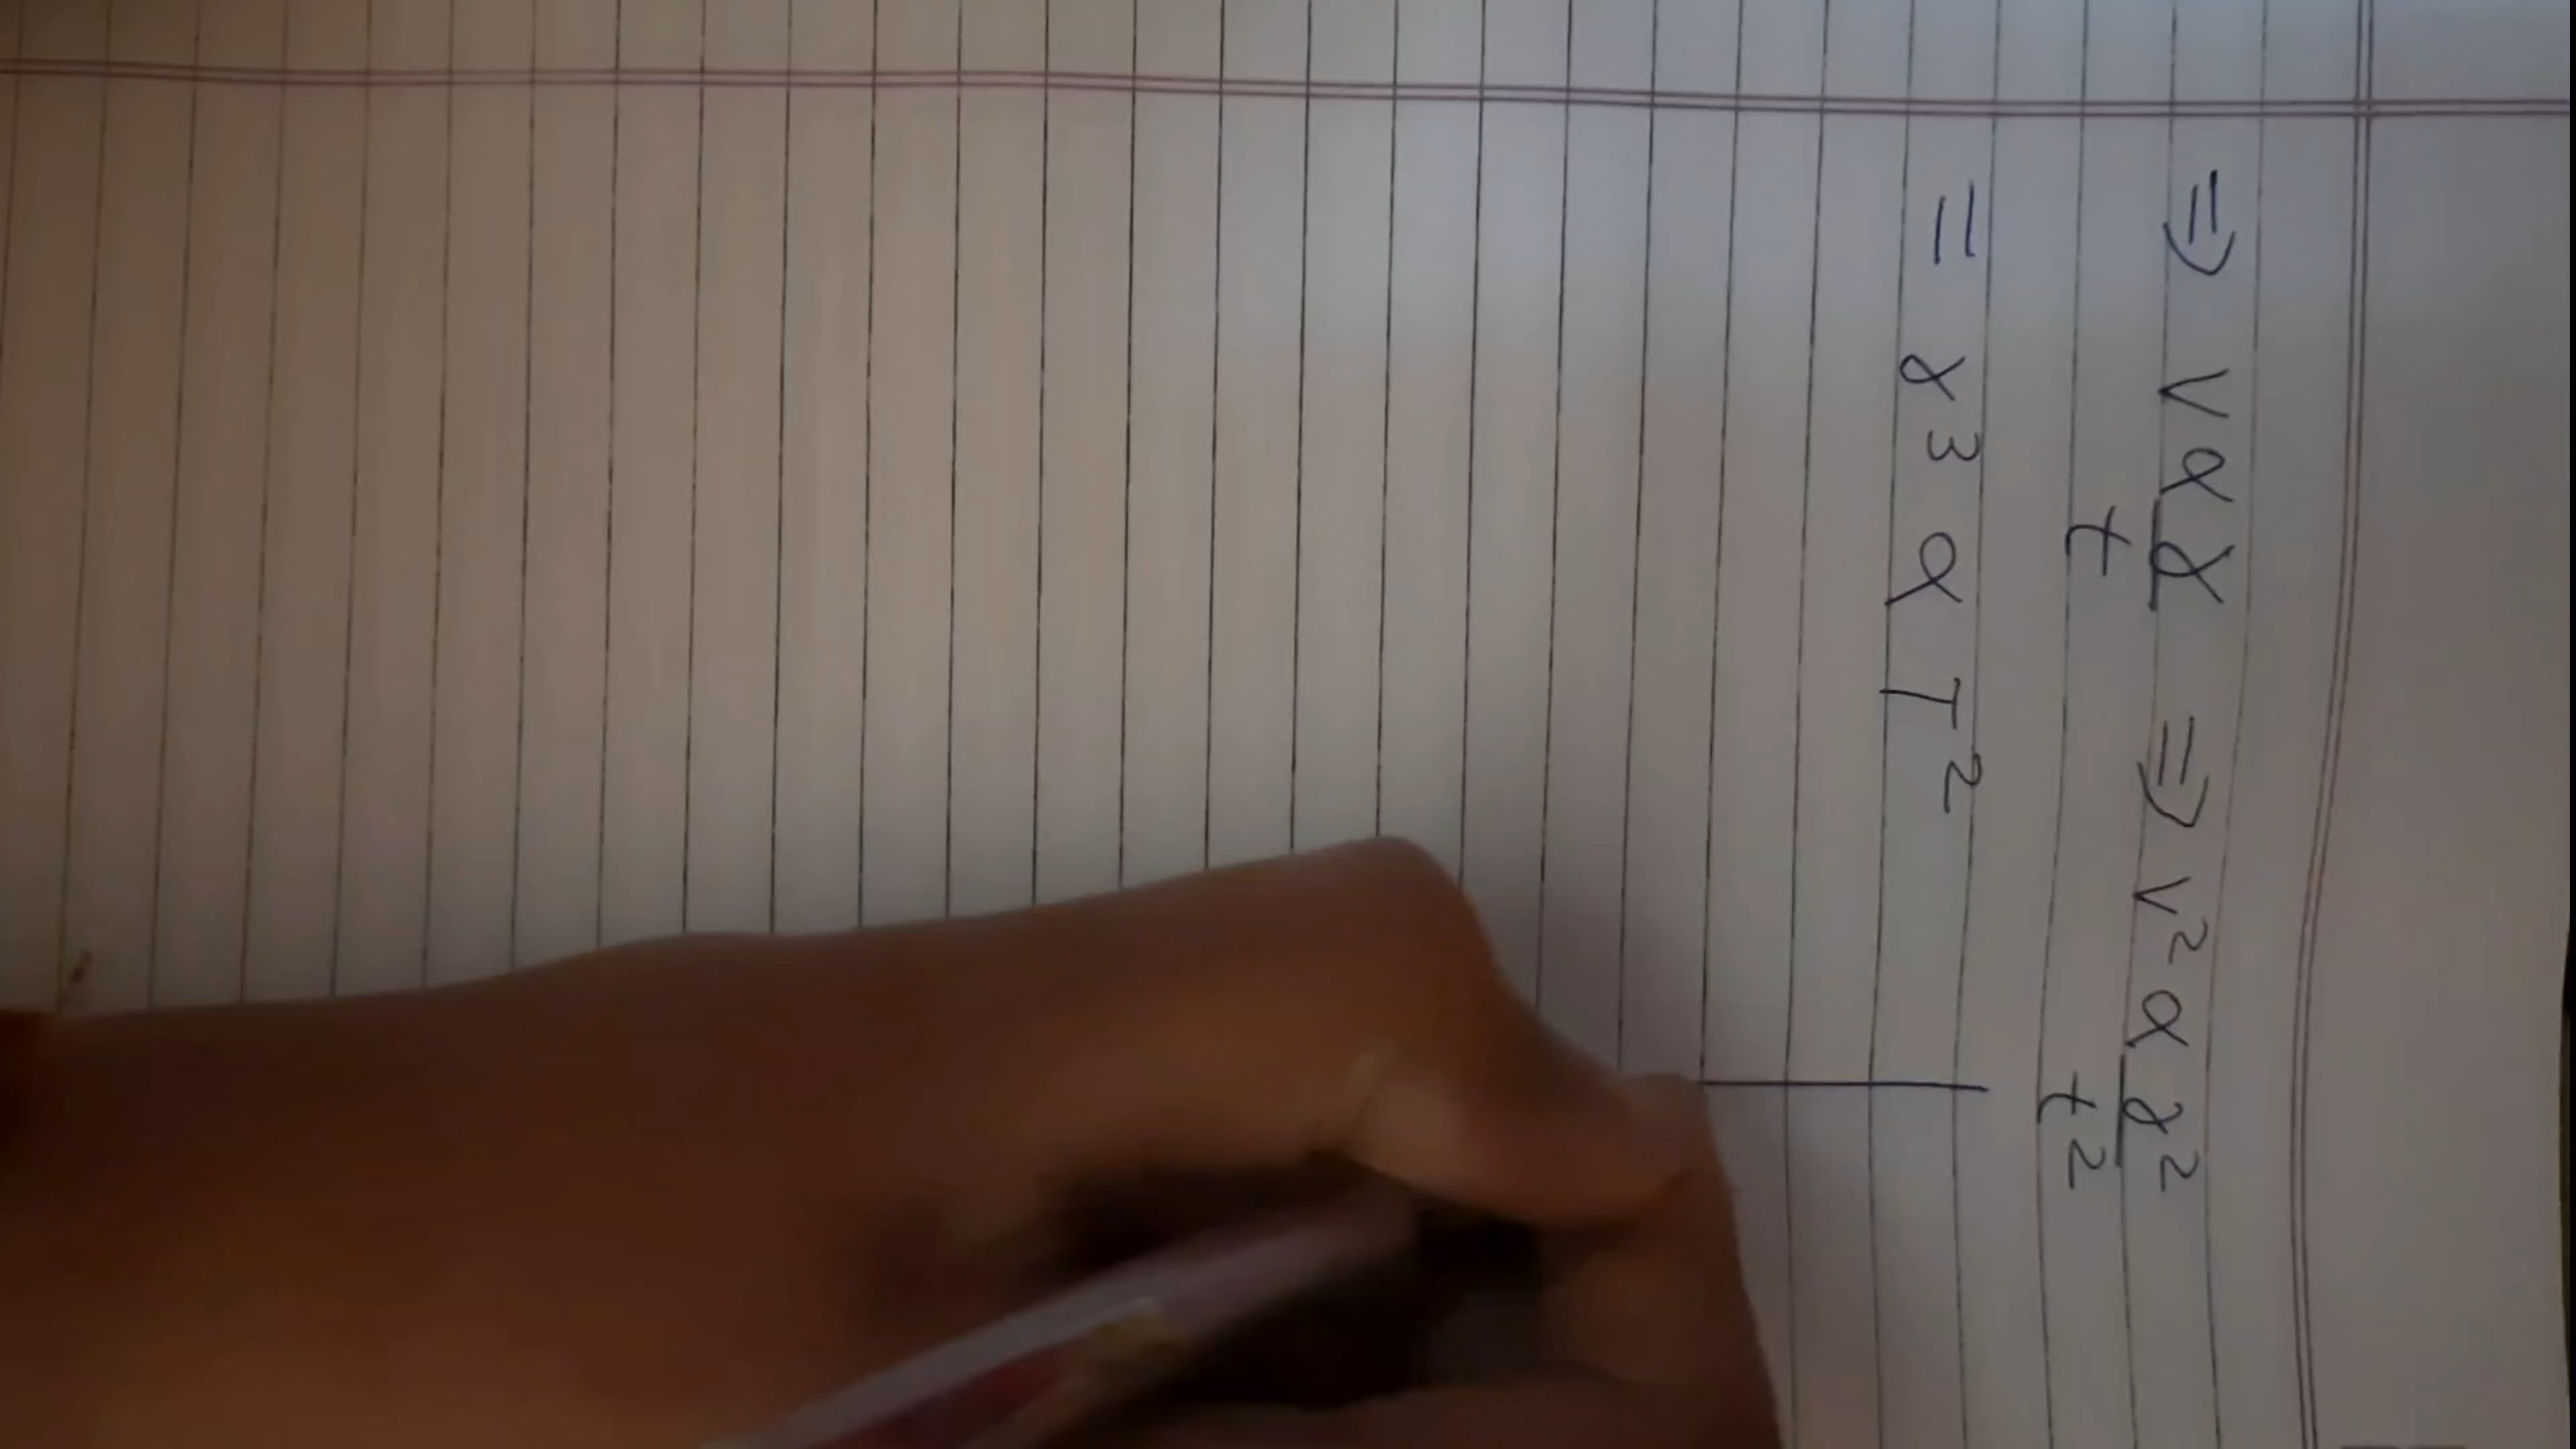 ⇒ v α r/t ⇒ v² α r²/t²
= r³ α T²